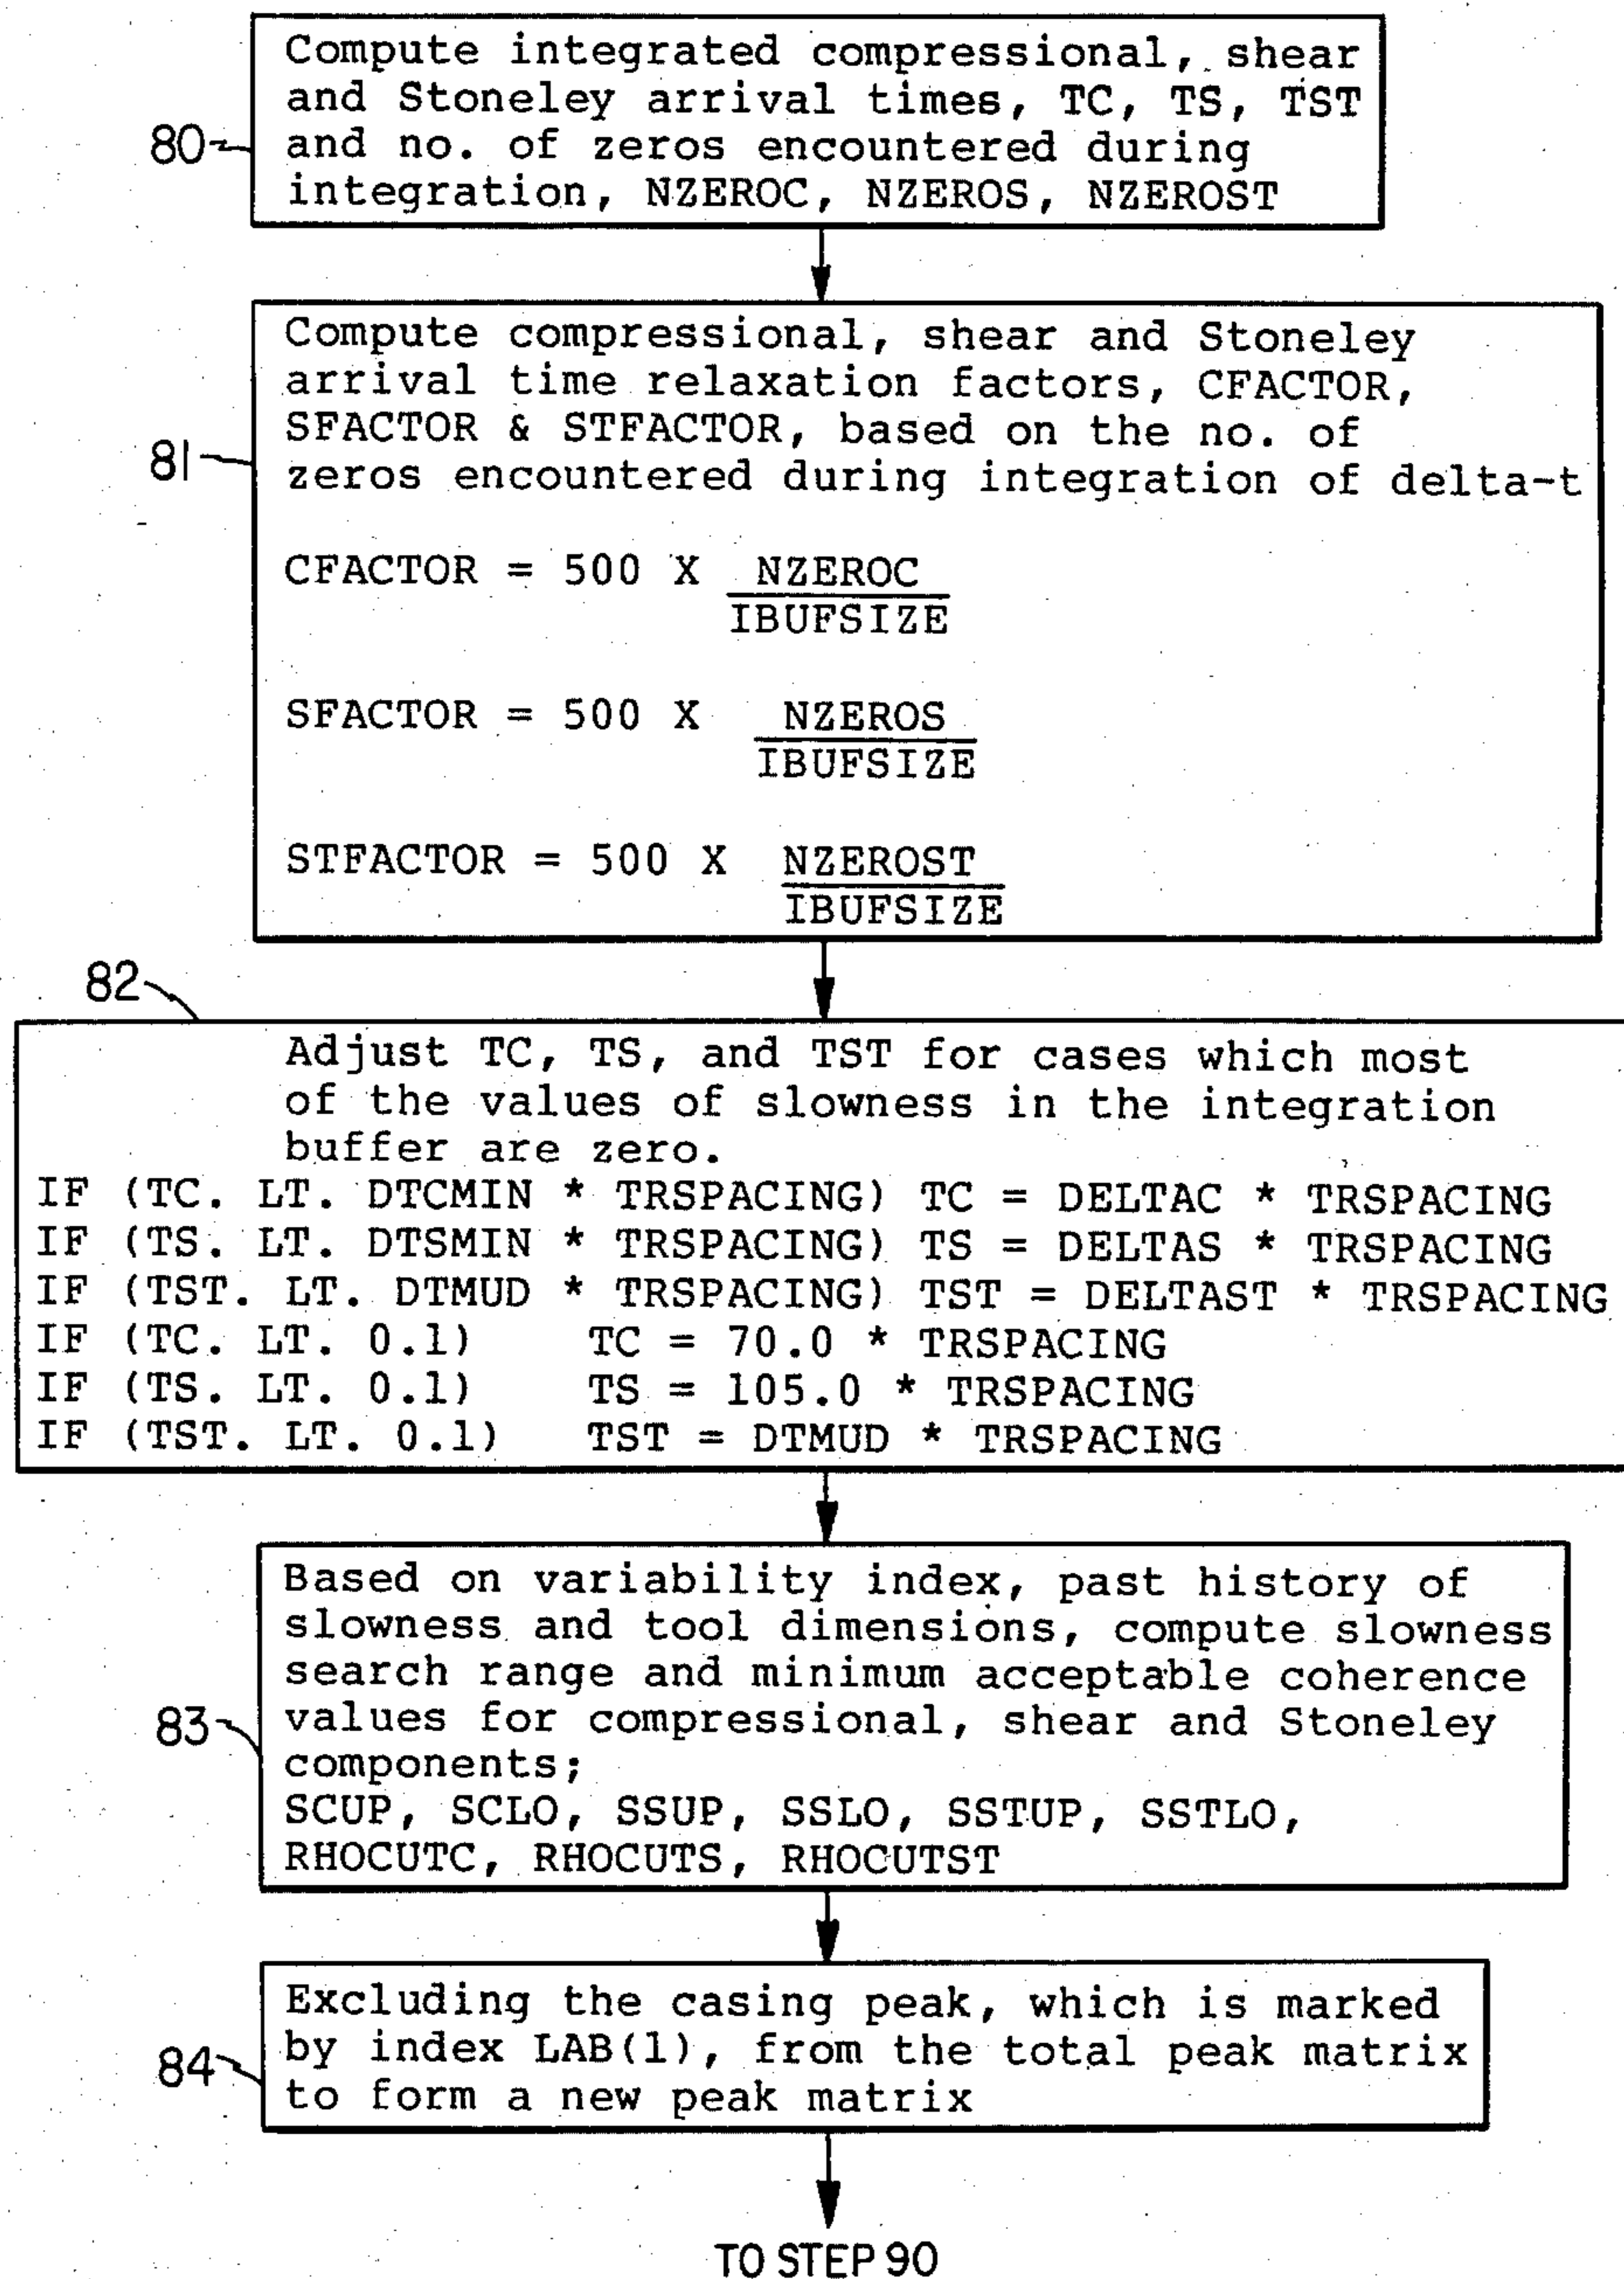 Compute integrated compressional, shear
and Stoneley arrival times, TC, TS, TST
80
and no. of zeros encountered during
integration, NZEROC, NZEROS, NZEROST
Compute compressional, shear and Stoneley
arrival time relaxation factors, CFACTOR,
SFACTOR & STFACTOR, based on the no. of
81
zeros encountered during integration of delta-t
CFACTOR = 500 X NZEROC
IBUFSIZE
SFACTOR = 500 X NZEROS
IBUFSIZE
STFACTOR = 500 X NZEROST
IBUFSIZE
82
Adjust TC, TS, and TST for cases which most
of the values of slowness in the integration
buffer are zero.
IF (TC. LT. DTCMIN * TRSPACING) TC = DELTAC * TRSPACING
IF (TS. LT. DTSMIN * TRSPACING) TS = DELTAS * TRSPACING
IF (TST. LT. DTMUD * TRSPACING) TST = DELTAST * TRSPACING
IF (TC. LT. 0.1) TC = 70.0 * TRSPACING
IF (TS. LT. 0.1) TS = 105.0 * TRSPACING
IF (TST. LT. 0.1) TST = DTMUD * TRSPACING
Based on variability index, past history of
slowness and tool dimensions, compute slowness
search range and minimum acceptable coherence
83
values for compressional, shear and Stoneley
components;
SCUP, SCLO, SSUP, SSLO, SSTUP, SSTLO,
RHOCUTC, RHOCUTS, RHOCUTST
Excluding the casing peak, which is marked
by index LAB(1), from the total peak matrix
84
to form a new peak matrix
TO STEP 90